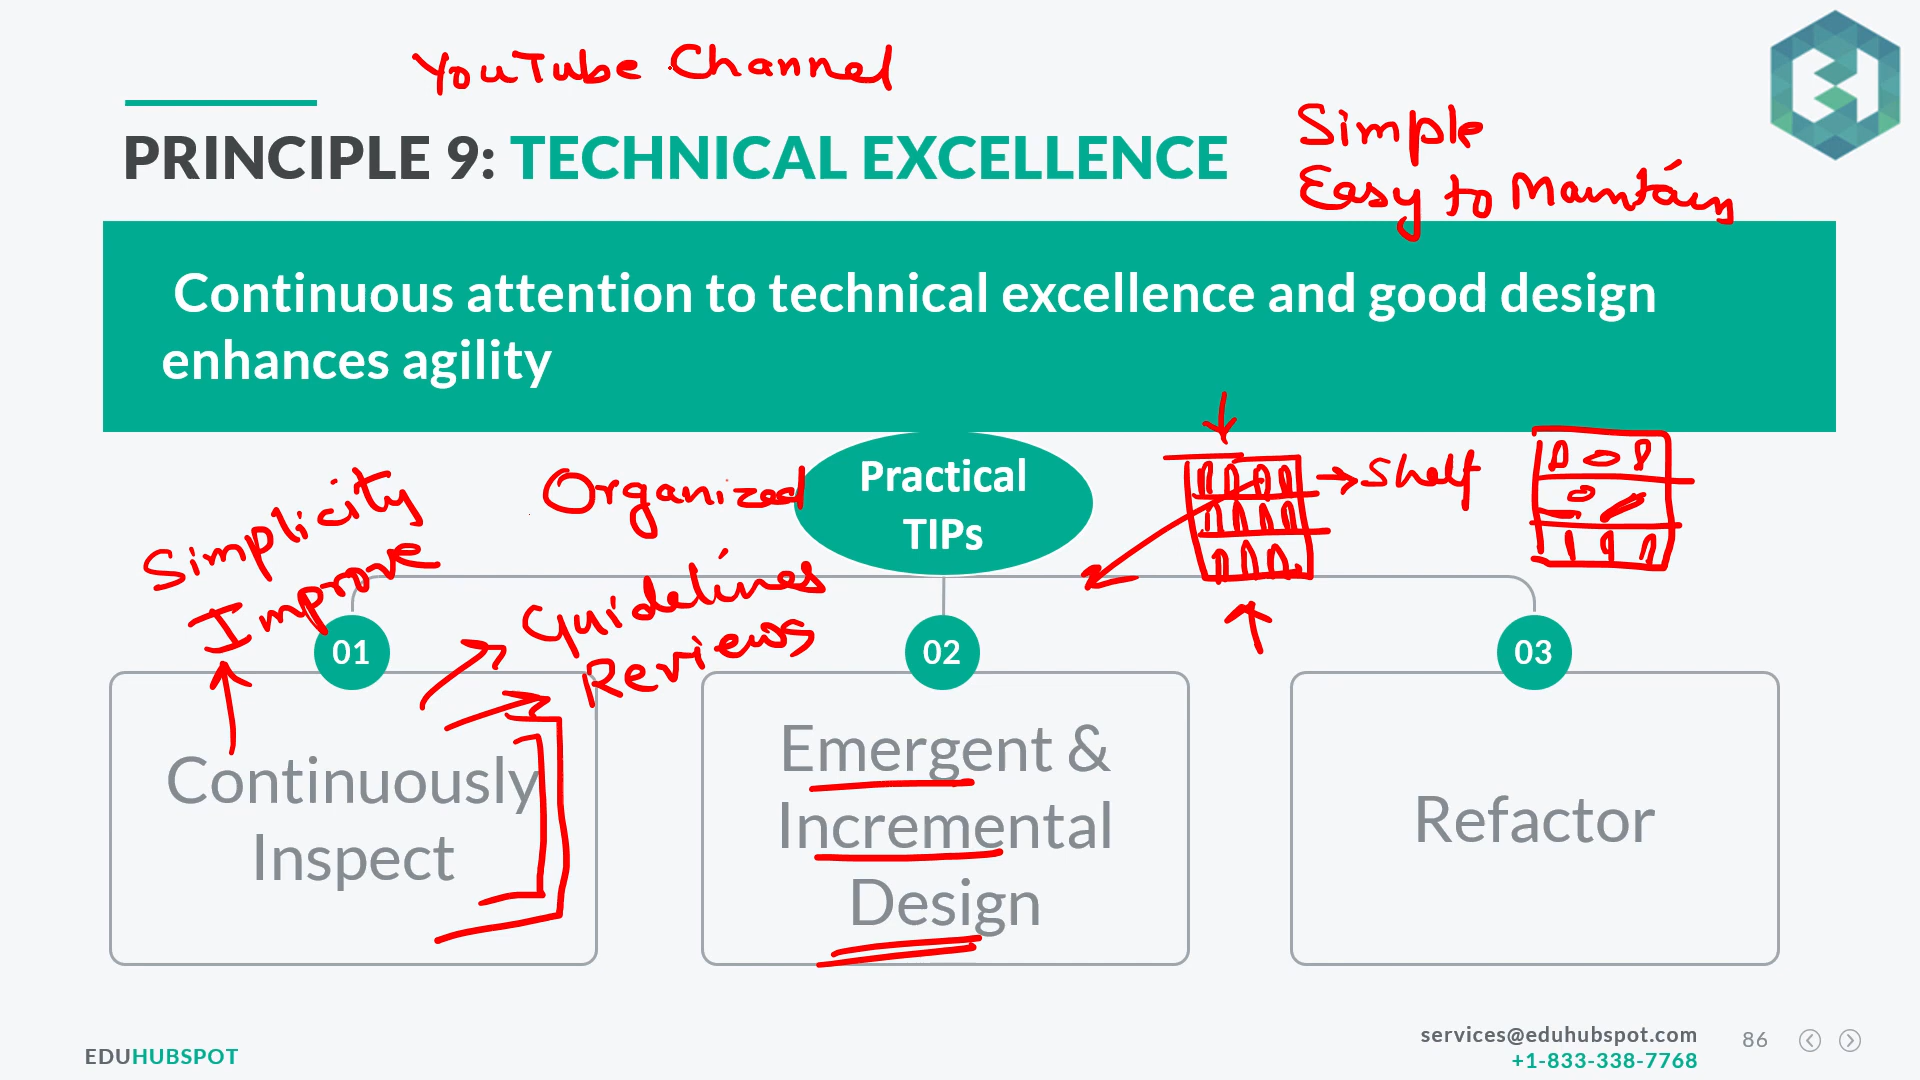 YouTube Channel
PRINCIPLE 9: TECHNICAL EXCELLENCE
Simple
Easy to Maintain
Continuous attention to technical excellence and good design
enhances agility
Practical
TIPs
Simplicity
Improve
Organized
Guidelines
Reviews
Shelf
01
Continuously
Inspect
02
Emergent &
Incremental
Design
03
Refactor
EDUHUBSPOT
services@eduhubspot.com
+1-833-338-7768
86